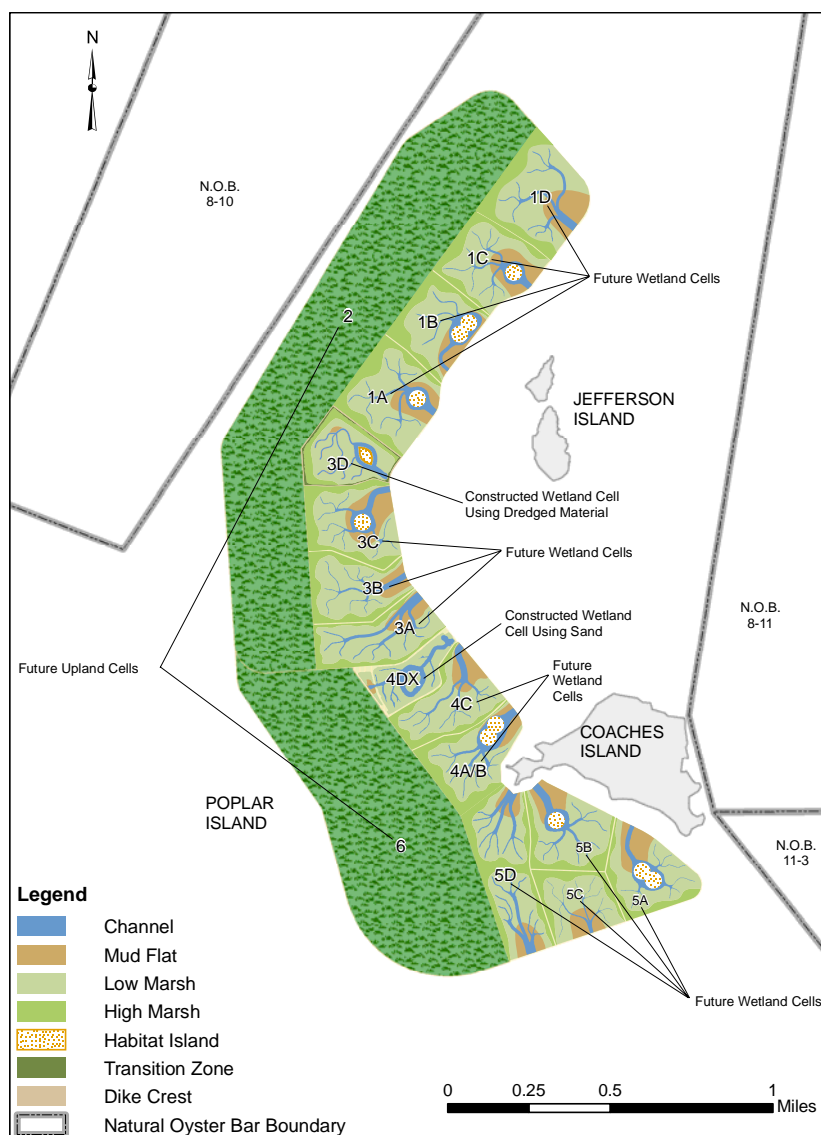 N
N.O.B.
8-10
1D
1C
Future Wetland Cells
1B
2
1A
JEFFERSON
ISLAND
3D
Constructed Wetland Cell
Using Dredged Material
3C
Future Wetland Cells
3B
N.O.B.
8-11
3A
Constructed Wetland
Cell Using Sand
Future Upland Cells
4DX
Future
Wetland
Cells
4C
COACHES
ISLAND
4A/B
POPLAR
ISLAND
6
5B
N.O.B.
11-3
5D
5C
5A
Future Wetland Cells
Legend
Channel
Mud Flat
Low Marsh
High Marsh
Habitat Island
Transition Zone
Dike Crest
Natural Oyster Bar Boundary
0 0.25 0.5 1
Miles